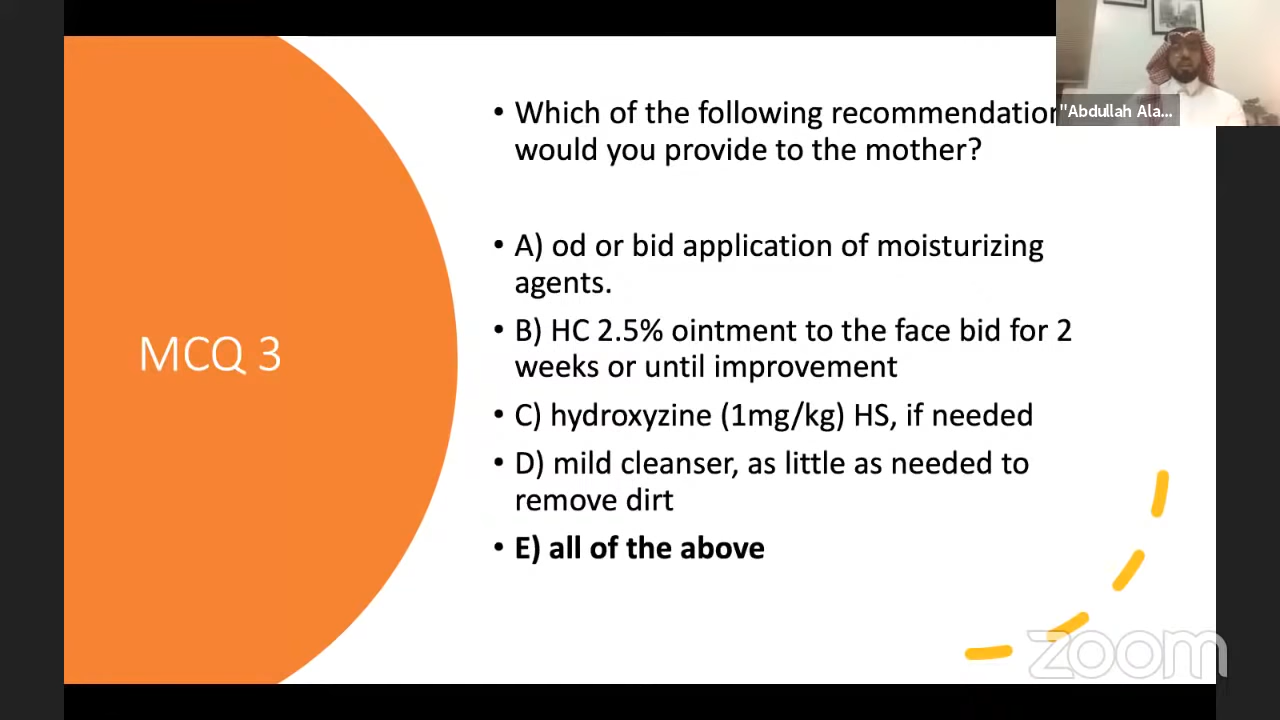 "Abdullah Ala...
MCQ 3
• Which of the following recommendation
would you provide to the mother?
• A) od or bid application of moisturizing
agents.
• B) HC 2.5% ointment to the face bid for 2
weeks or until improvement
• C) hydroxyzine (1mg/kg) HS, if needed
• D) mild cleanser, as little as needed to
remove dirt
• E) all of the above
zoom